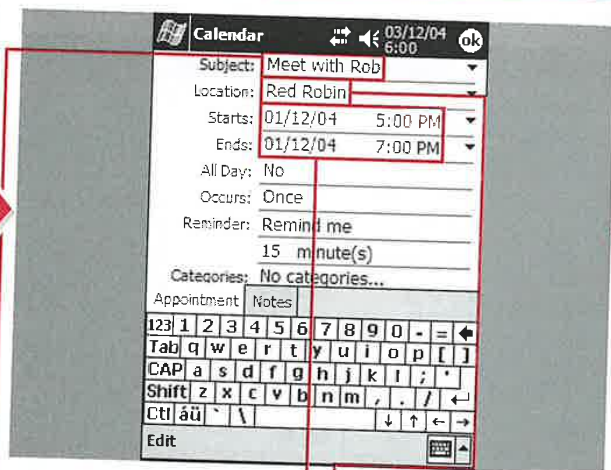 Calendar 03/12/04 6:00 ok
Subject: Meet with Rob
Location: Red Robin
Starts: 01/12/04 5:00 PM
Ends: 01/12/04 7:00 PM
All Day: No
Occurs: Once
Reminder: Remind me
15 minute(s)
Categories: No categories...
Appointment Notes
123 1 2 3 4 5 6 7 8 9 0 - =
Tab q w e r t y u i o p [ ]
CAP a s d f g h j k l ; '
Shift z x c v b n m , . /
Ctl áü ` \
Edit